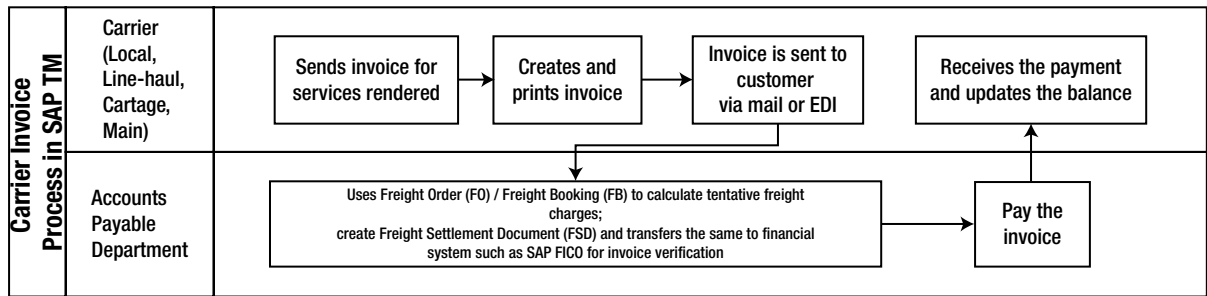 Carrier Invoice
Process in SAP TM
Carrier
(Local,
Line-haul,
Cartage,
Main)
Sends invoice for
services rendered
Creates and
prints invoice
Invoice is sent to
customer
via mail or EDI
Receives the payment
and updates the balance
Accounts
Payable
Department
Uses Freight Order (FO) / Freight Booking (FB) to calculate tentative freight
charges;
create Freight Settlement Document (FSD) and transfers the same to financial
system such as SAP FICO for invoice verification
Pay the
invoice